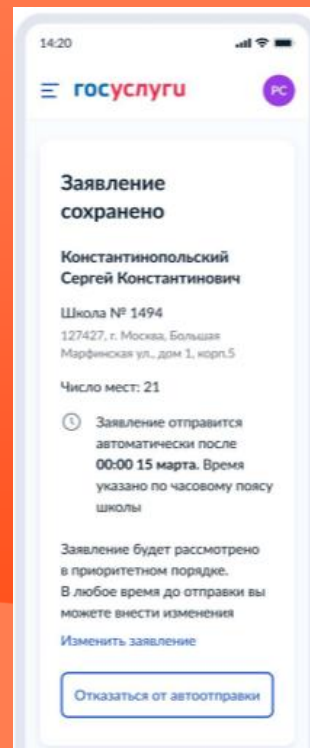 14:20
госуслуги
РС
Заявление
сохранено
Константинопольский
Сергей Константинович
Школа № 1494
127427, г. Москва, Большая
Марфинская ул., дом 1, корп.5
Число мест: 21
Заявление отправится
автоматически после
00:00 15 марта. Время
указано по часовому поясу
школы
Заявление будет рассмотрено
в приоритетном порядке.
В любое время до отправки вы
можете внести изменения
Изменить заявление
Отказаться от автоотправки